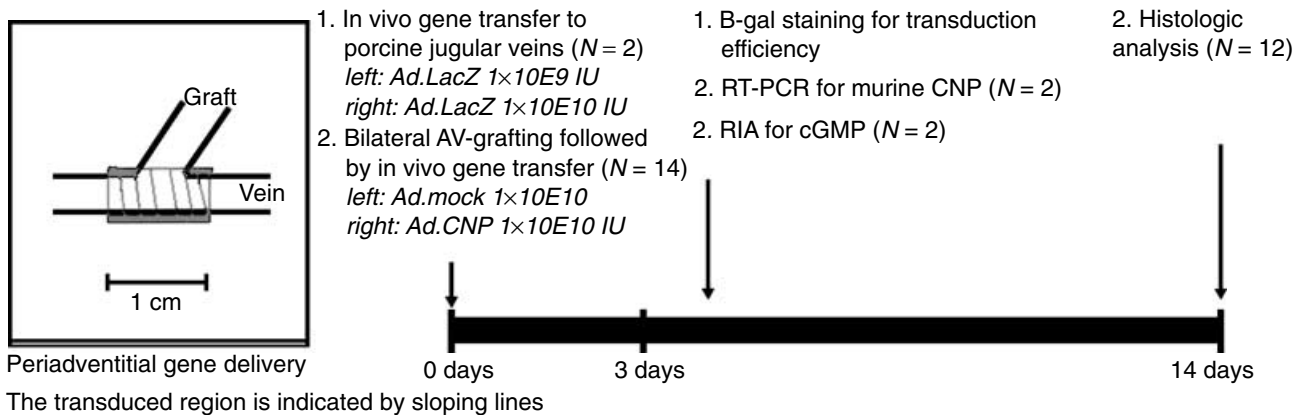 Graft
Vein
1 cm
Periadventitial gene delivery
The transduced region is indicated by sloping lines
1. In vivo gene transfer to
porcine jugular veins (N = 2)
left: Ad.LacZ 1×10E9 IU
right: Ad.LacZ 1×10E10 IU
2. Bilateral AV-grafting followed
by in vivo gene transfer (N = 14)
left: Ad.mock 1×10E10
right: Ad.CNP 1×10E10 IU
1. B-gal staining for transduction
efficiency
2. RT-PCR for murine CNP (N = 2)
2. RIA for cGMP (N = 2)
2. Histologic
analysis (N = 12)
0 days
3 days
14 days